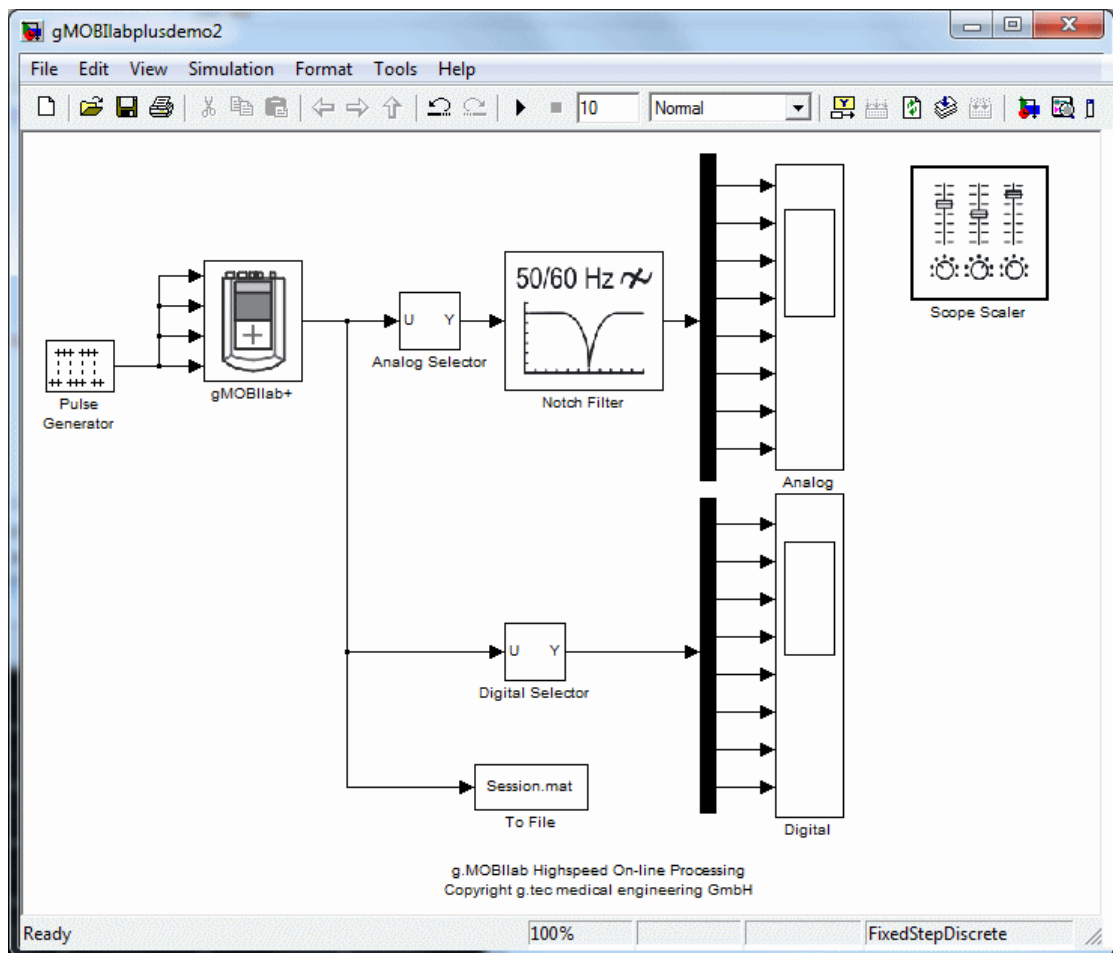 gMOBIlabplusdemo2
File Edit View Simulation Format Tools Help
10 Normal
50/60 Hz
U Y
Analog Selector
Notch Filter
gMOBIlab+
Pulse
Generator
Scope Scaler
Analog
U Y
Digital Selector
Session.mat
To File
Digital
g.MOBIlab Highspeed On-line Processing
Copyright g.tec medical engineering GmbH
Ready 100% FixedStepDiscrete